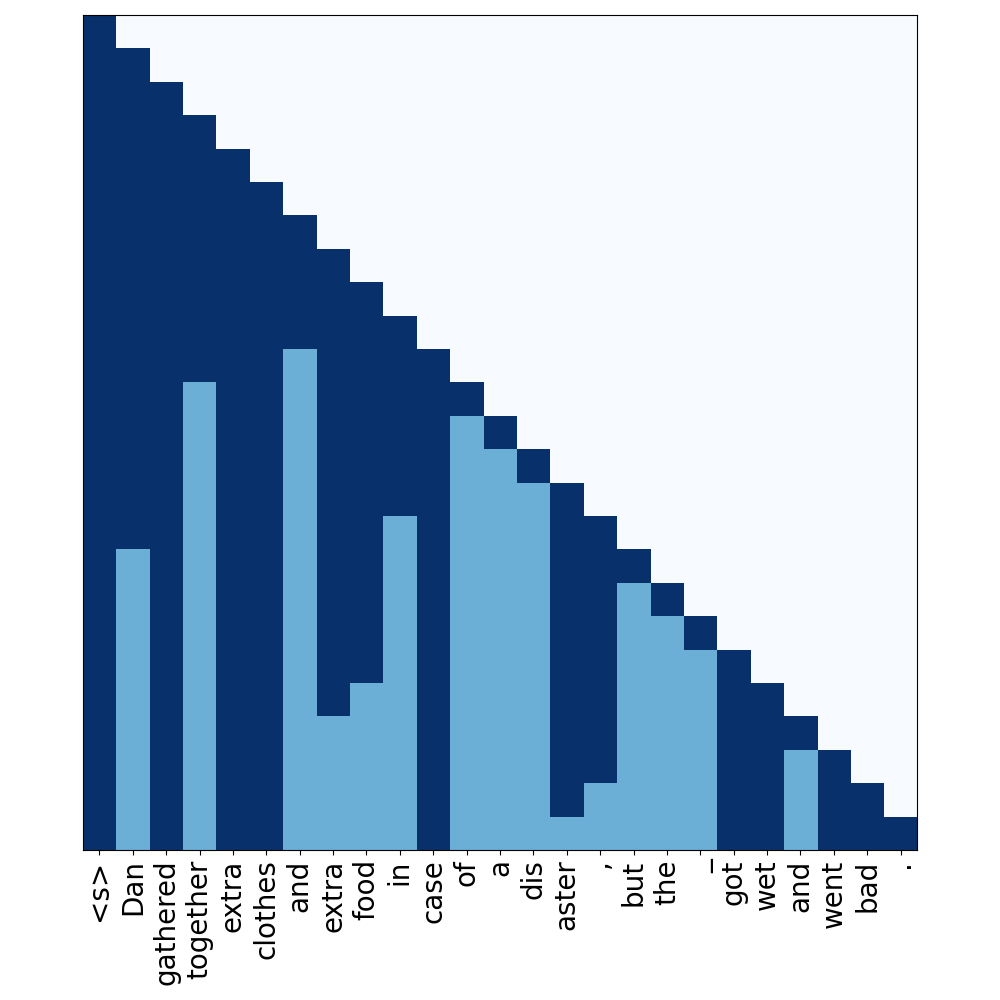 <s> Dan gathered together extra clothes and extra food in case of a dis aster , but the _ got wet and went bad .